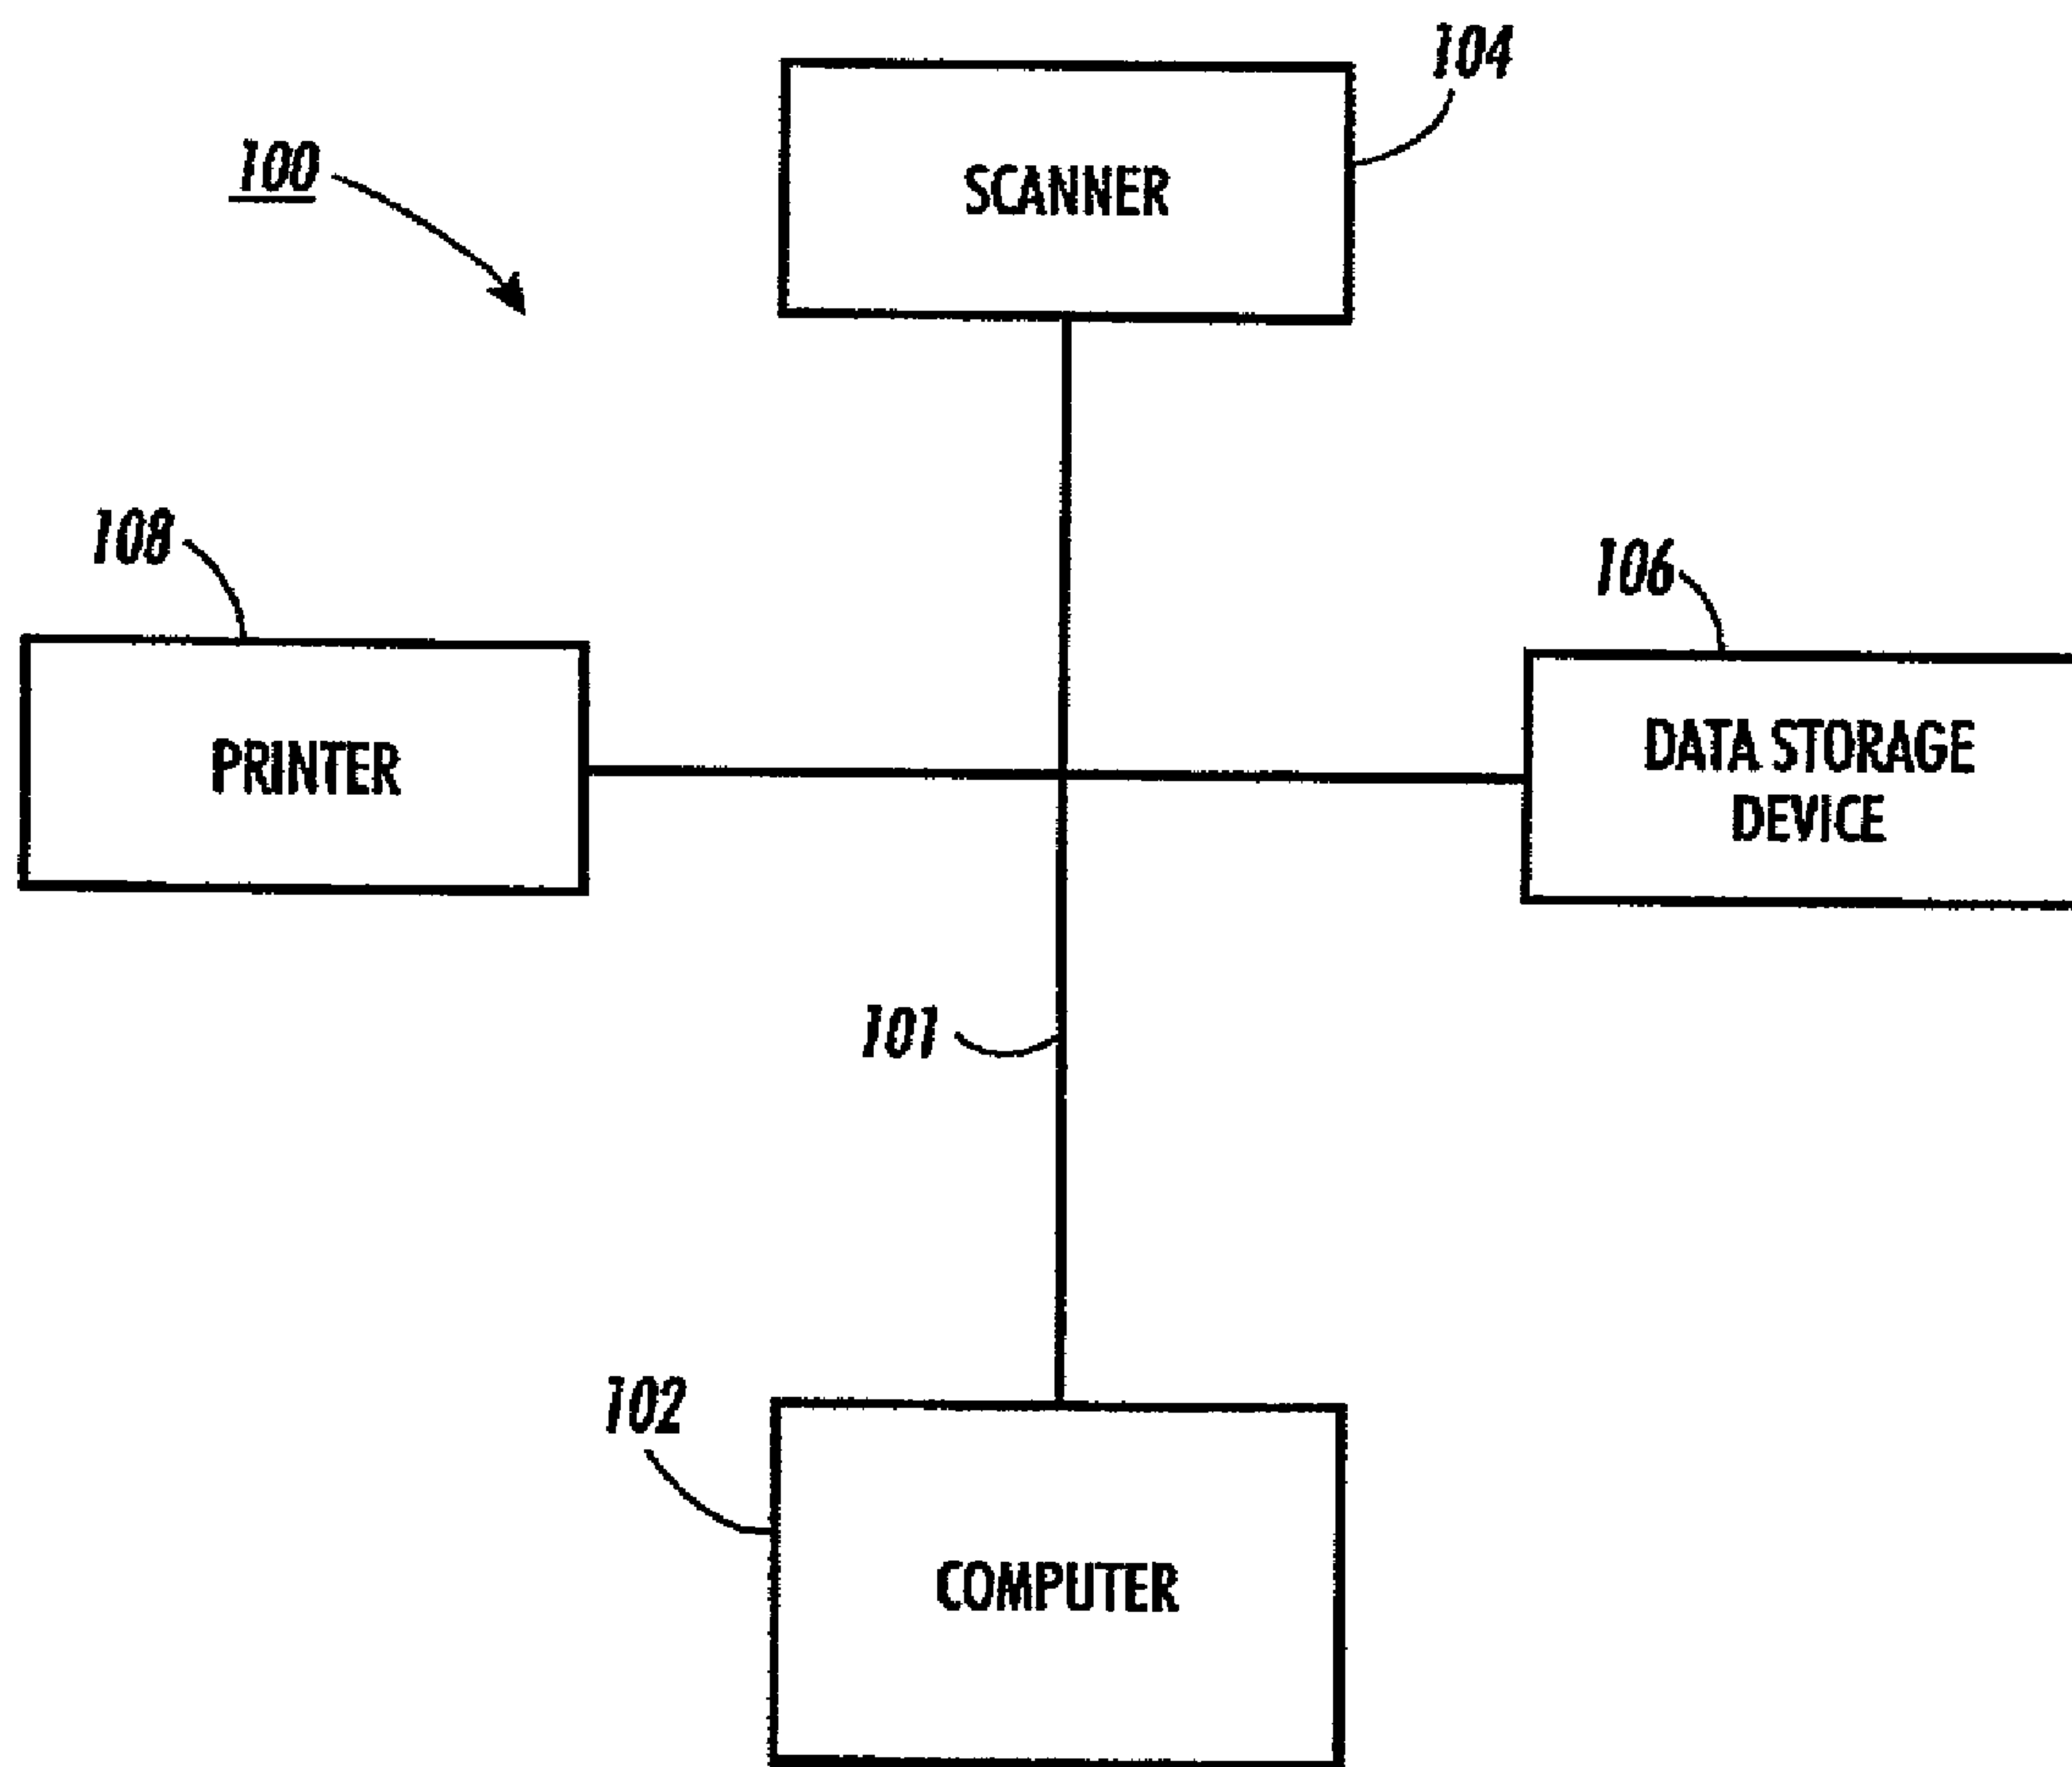 104
100
SCANNER
108
106
PRINTER
DATA STORAGE
DEVICE
101
102
COMPUTER